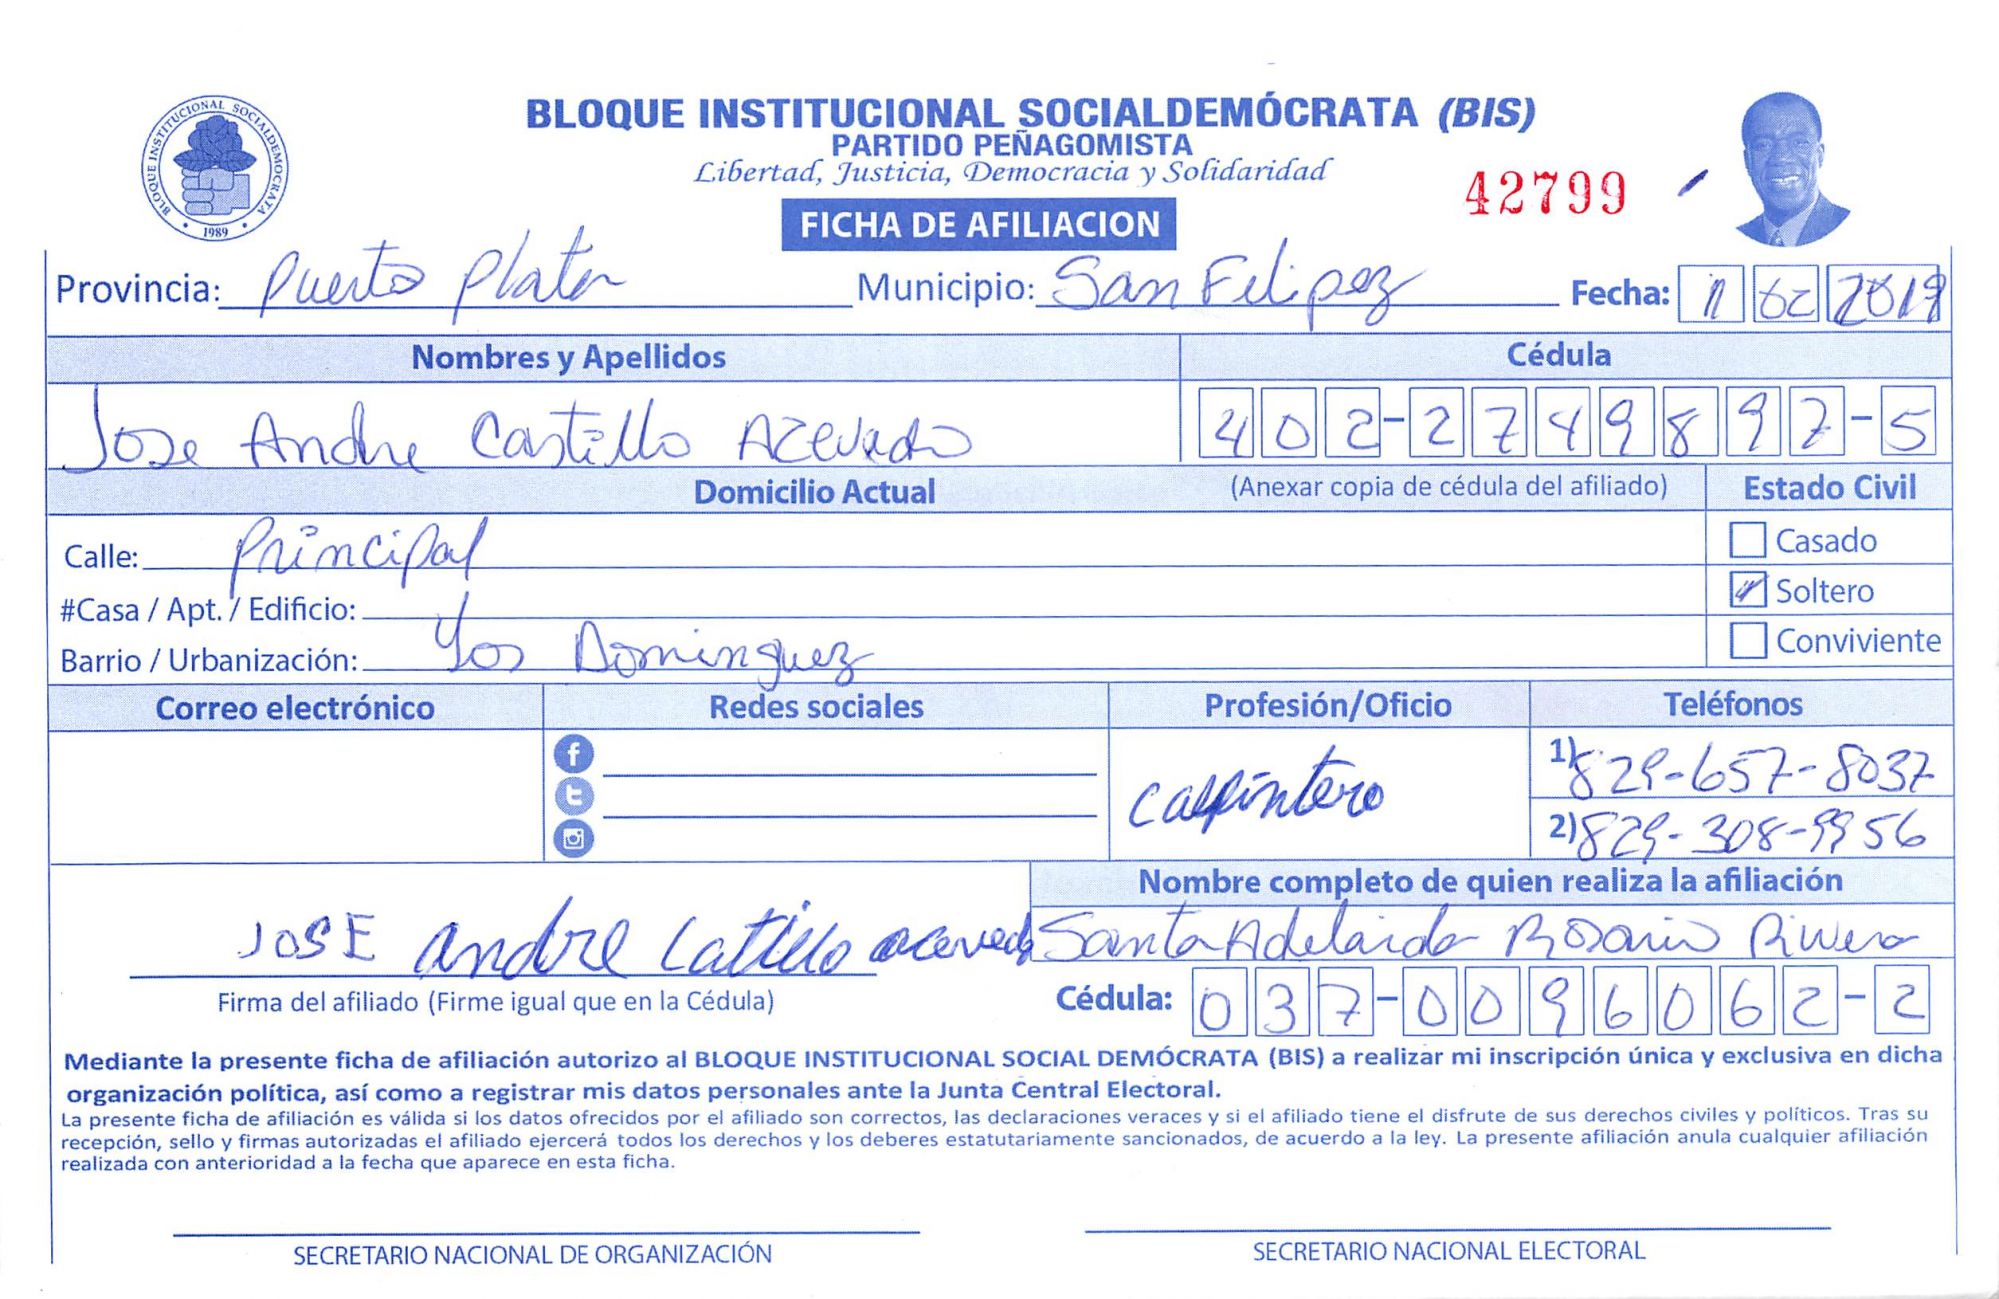 BLOQUE INSTITUCIONAL SOCIALDEMOCRATA
1989
BLOQUE INSTITUCIONAL SOCIALDEMÓCRATA (BIS)
PARTIDO PEÑAGOMISTA
Libertad, Justicia, Democracia y Solidaridad
42799
FICHA DE AFILIACION
Provincia: Puerto Plata Municipio: San Felipez Fecha: 11 02 2019
Nombres y Apellidos Cédula
Jose Andre Castillo Azevedo 402-2749897-5
Domicilio Actual (Anexar copia de cédula del afiliado) Estado Civil
Calle: Principal Casado
#Casa / Apt. / Edificio: Soltero
Barrio / Urbanización: Los Dominguez Conviviente
Correo electrónico Redes sociales Profesión/Oficio Teléfonos
carpintero 1) 829-657-8037
2) 829-308-9956
Nombre completo de quien realiza la afiliación
JOSE andre Catillo acevedo Santa Adelaida Rosario Rivera
Firma del afiliado (Firme igual que en la Cédula) Cédula: 037-0096062-2
Mediante la presente ficha de afiliación autorizo al BLOQUE INSTITUCIONAL SOCIAL DEMÓCRATA (BIS) a realizar mi inscripción única y exclusiva en dicha
organización política, así como a registrar mis datos personales ante la Junta Central Electoral.
La presente ficha de afiliación es válida si los datos ofrecidos por el afiliado son correctos, las declaraciones veraces y si el afiliado tiene el disfrute de sus derechos civiles y políticos. Tras su
recepción, sello y firmas autorizadas el afiliado ejercerá todos los derechos y los deberes estatutariamente sancionados, de acuerdo a la ley. La presente afiliación anula cualquier afiliación
realizada con anterioridad a la fecha que aparece en esta ficha.
SECRETARIO NACIONAL DE ORGANIZACIÓN SECRETARIO NACIONAL ELECTORAL